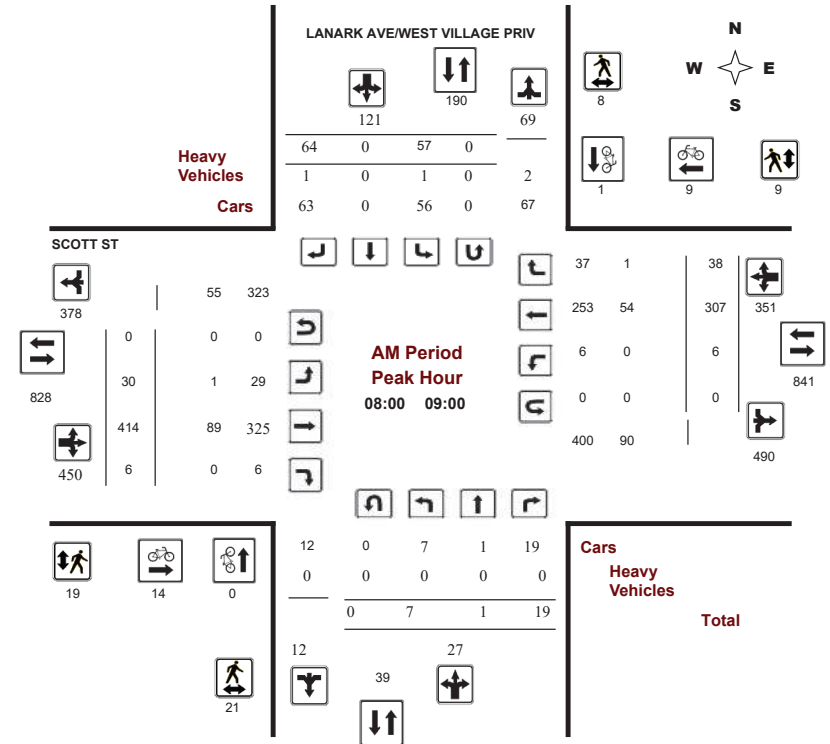 LANARK AVE/WEST VILLAGE PRIV
N
W E
S
190
8
121 69
64 0 57 0
Heavy
Vehicles
1 0 1 0 2
1 9 9
Cars
63 0 56 0 67
SCOTT ST
378
55 323
37 1 38
253 54 307 351
0 0 0
828
AM Period
Peak Hour
08:00 09:00
6 0 6
841
30 1 29
0 0 0
414 89 325
400 90
490
450
6 0 6
12 0 7 1 19
Cars
0 0 0 0 0
Heavy
Vehicles
19 14 0
0 7 1 19
Total
12 27
39
21